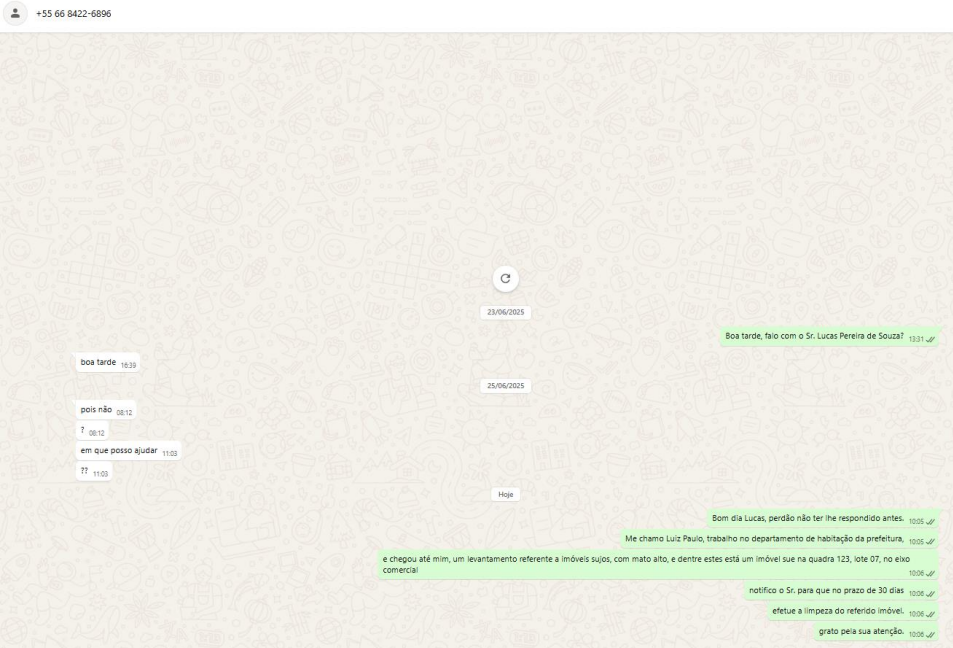 +55 66 8422-6896
23/06/2025
Boa tarde, falo com o Sr. Lucas Pereira de Souza? 13:31
boa tarde 16:39
25/06/2025
pois não 08:12
? 08:12
em que posso ajudar 11:03
?? 11:03
Hoje
Bom dia Lucas, perdão não ter lhe respondido antes. 10:05
Me chamo Luiz Paulo, trabalho no departamento de habitação da prefeitura, 10:05
e chegou até mim, um levantamento referente a imóveis sujos, com mato alto, e dentre estes está um imóvel sue na quadra 123, lote 07, no eixo
comercial 10:06
notifico o Sr. para que no prazo de 30 dias 10:06
efetue a limpeza do referido imóvel. 10:06
grato pela sua atenção. 10:06